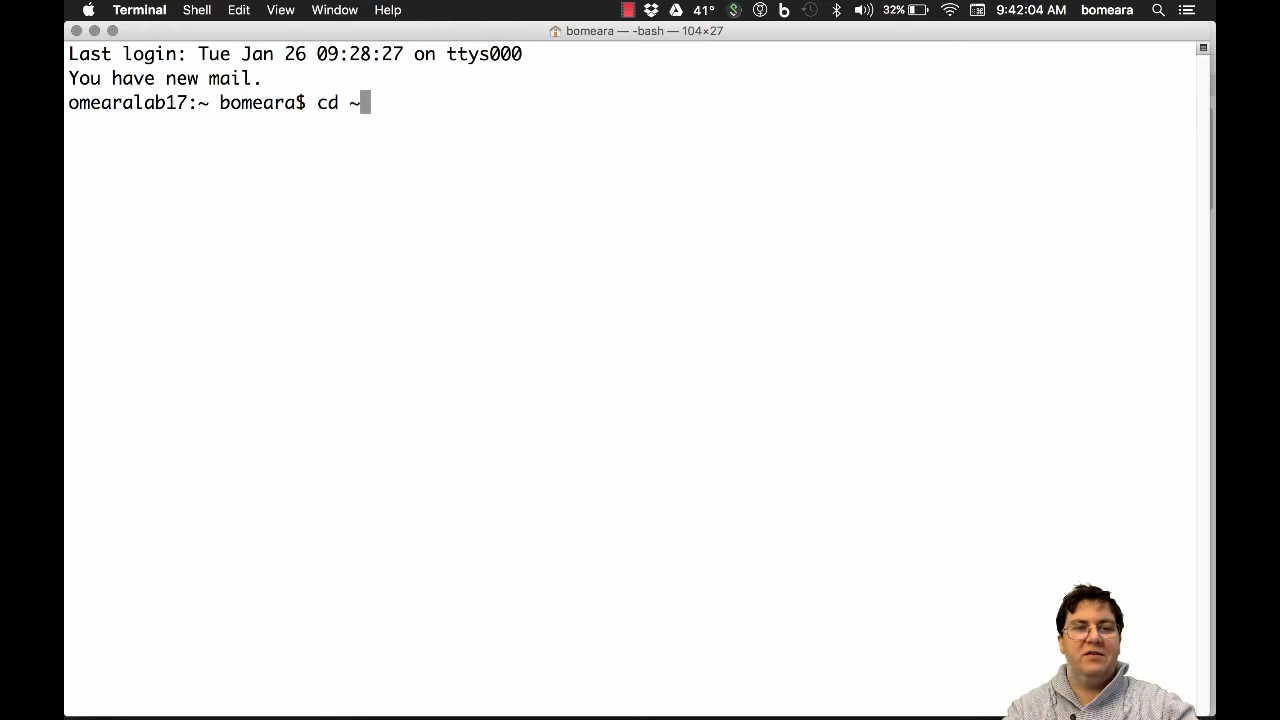 Terminal Shell Edit View Window Help 41° 32% 9:42:04 AM bomeara
bomeara — -bash — 104×27
Last login: Tue Jan 26 09:28:27 on ttys000
You have new mail.
omearalab17:~ bomeara$ cd ~